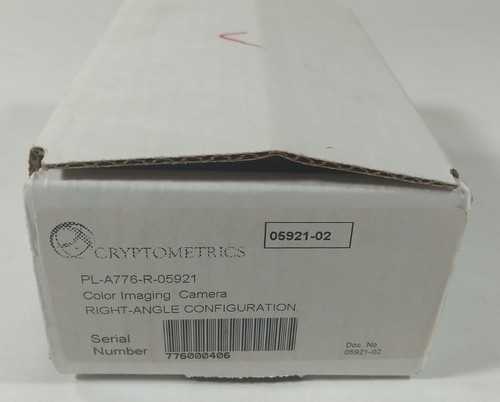 CRYPTOMETRICS
05921-02
PL-A776-R-05921
Color Imaging Camera
RIGHT-ANGLE CONFIGURATION
Serial
Number
776000406
Doc. No.
05921-02